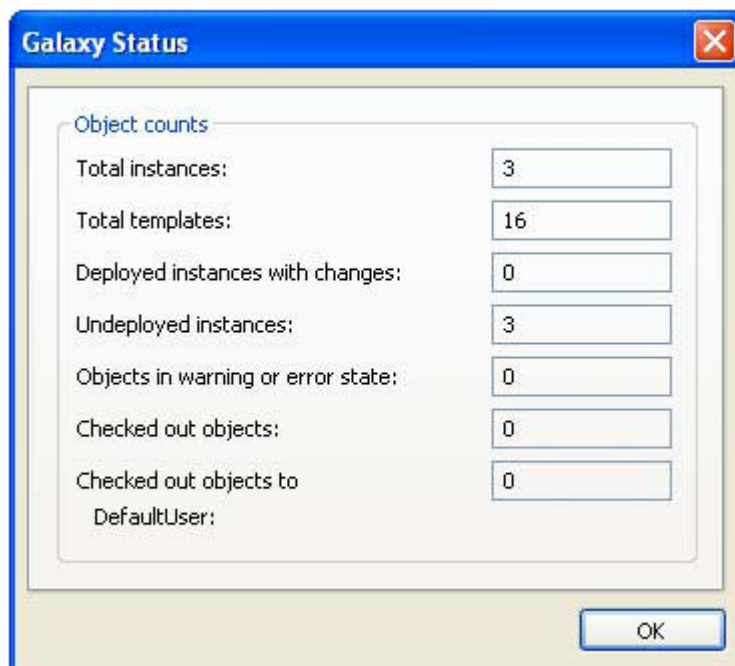 Galaxy Status
Object counts
Total instances: 3
Total templates: 16
Deployed instances with changes: 0
Undeployed instances: 3
Objects in warning or error state: 0
Checked out objects: 0
Checked out objects to 0
DefaultUser:
OK